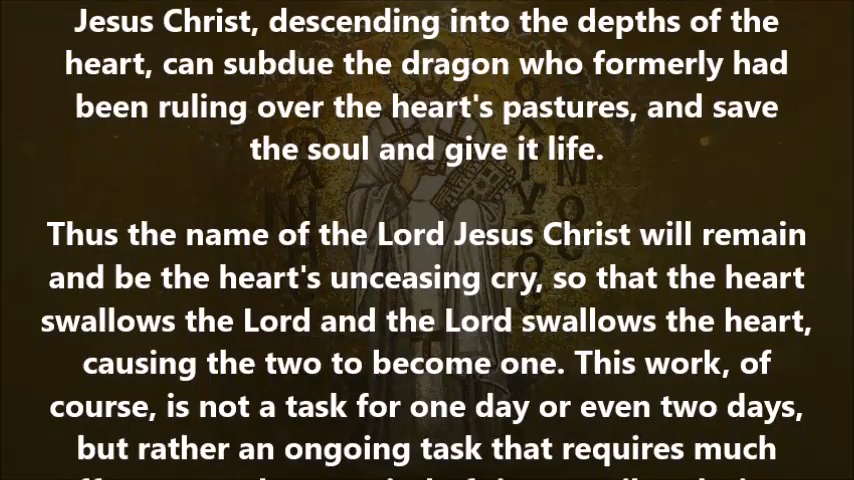 Jesus Christ, descending into the depths of the
heart, can subdue the dragon who formerly had
been ruling over the heart's pastures, and save
the soul and give it life.
Thus the name of the Lord Jesus Christ will remain
and be the heart's unceasing cry, so that the heart
swallows the Lord and the Lord swallows the heart,
causing the two to become one. This work, of
course, is not a task for one day or even two days,
but rather an ongoing task that requires much